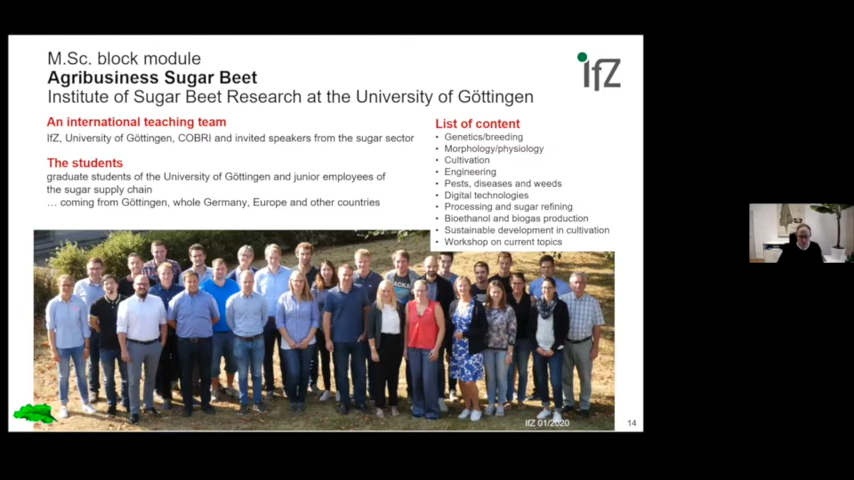 M.Sc. block module
Agribusiness Sugar Beet
Institute of Sugar Beet Research at the University of Göttingen
IfZ
An international teaching team
IfZ, University of Göttingen, COBRI and invited speakers from the sugar sector
The students
graduate students of the University of Göttingen and junior employees of
the sugar supply chain
... coming from Göttingen, whole Germany, Europe and other countries
List of content
• Genetics/breeding
• Morphology/physiology
• Cultivation
• Engineering
• Pests, diseases and weeds
• Digital technologies
• Processing and sugar refining
• Bioethanol and biogas production
• Sustainable development in cultivation
• Workshop on current topics
IfZ 01/2020
14